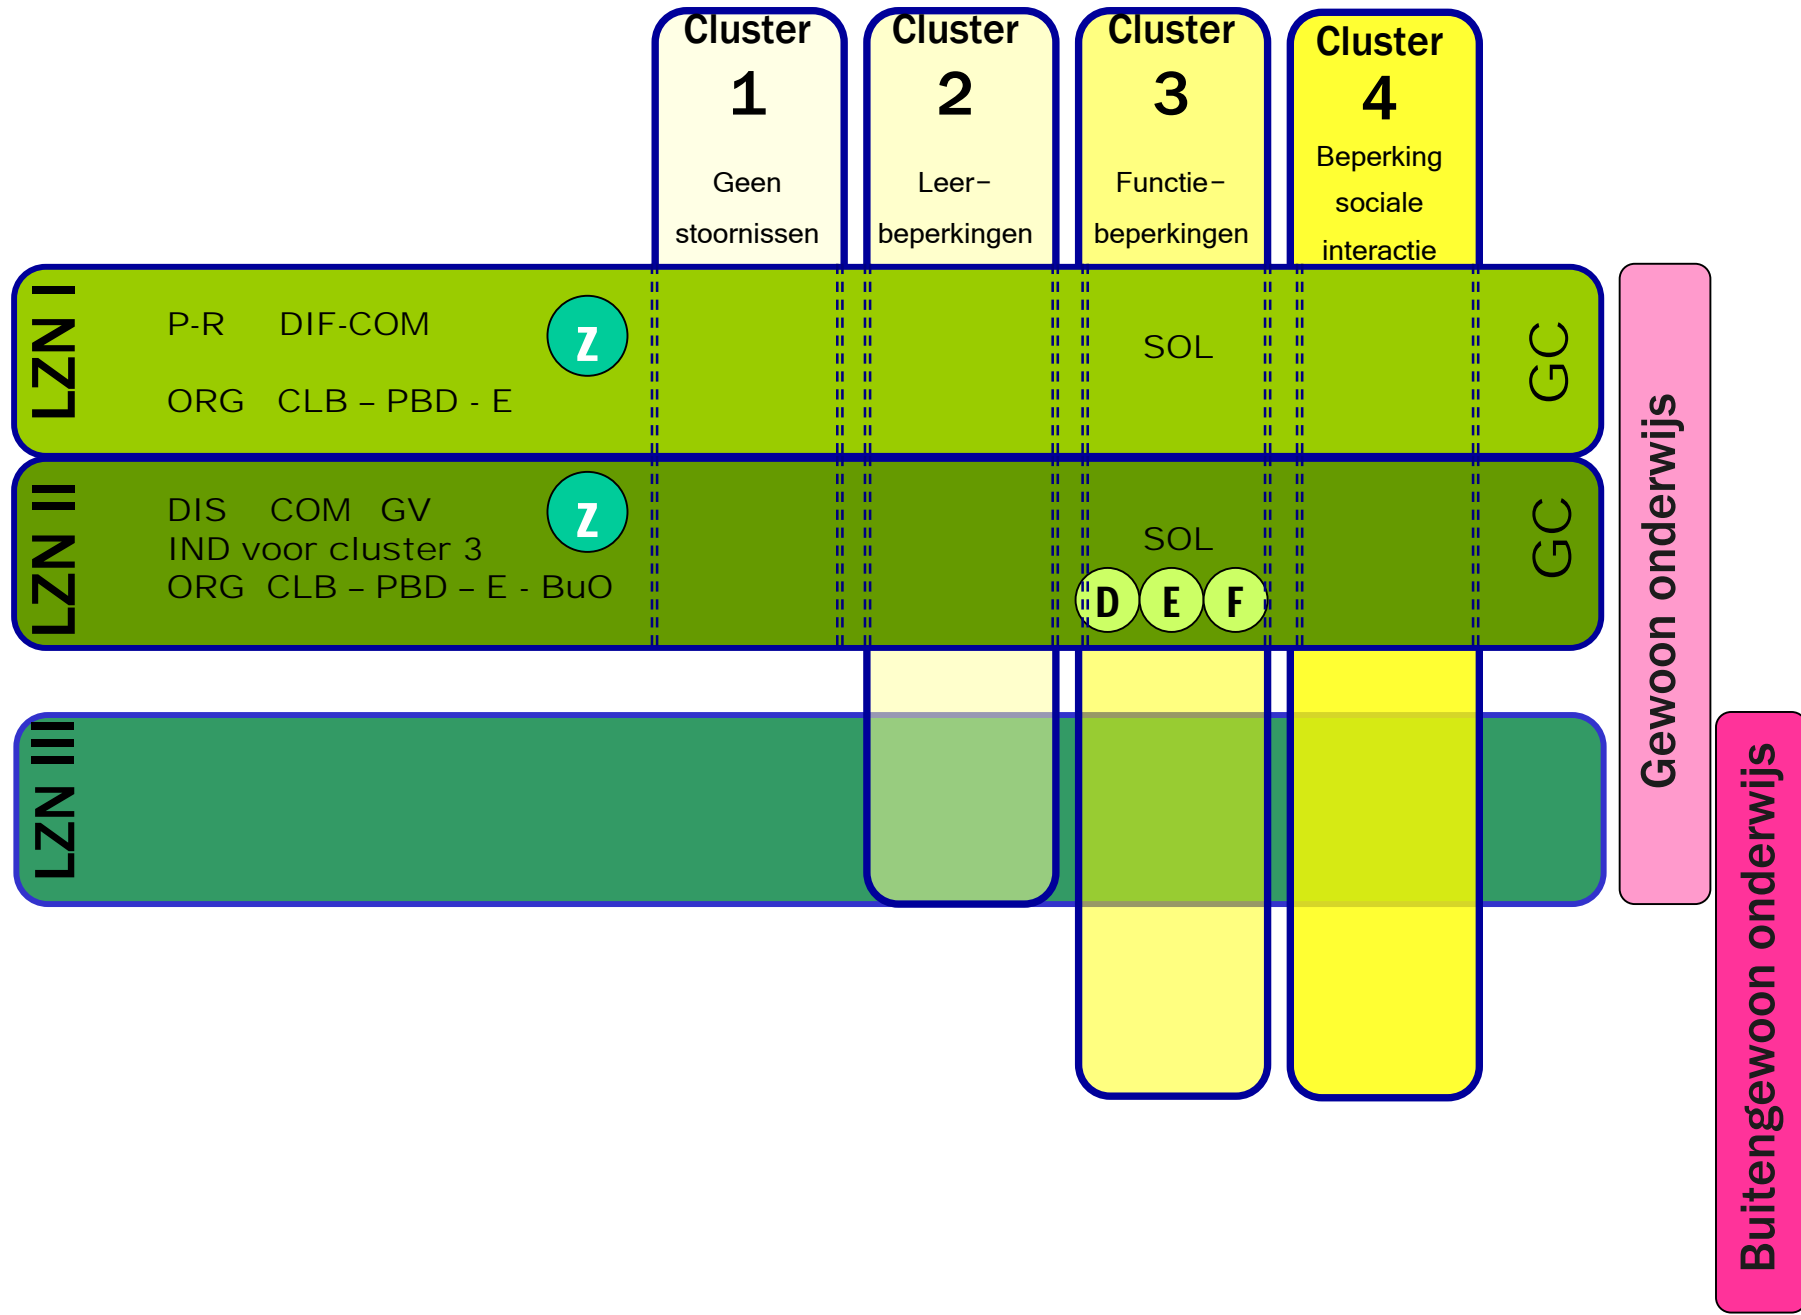 Cluster
1
Geen
stoornissen
Cluster
2
Leer–
beperkingen
Cluster
3
Functie–
beperkingen
Cluster
4
Beperking
sociale
interactie
LZN I
P-R DIF-COM
Z
ORG CLB – PBD - E
SOL
GC
LZN II
DIS COM GV
IND voor cluster 3
ORG CLB – PBD – E - BuO
Z
SOL
D E F
GC
LZN III
Gewoon onderwijs
Buitengewoon onderwijs